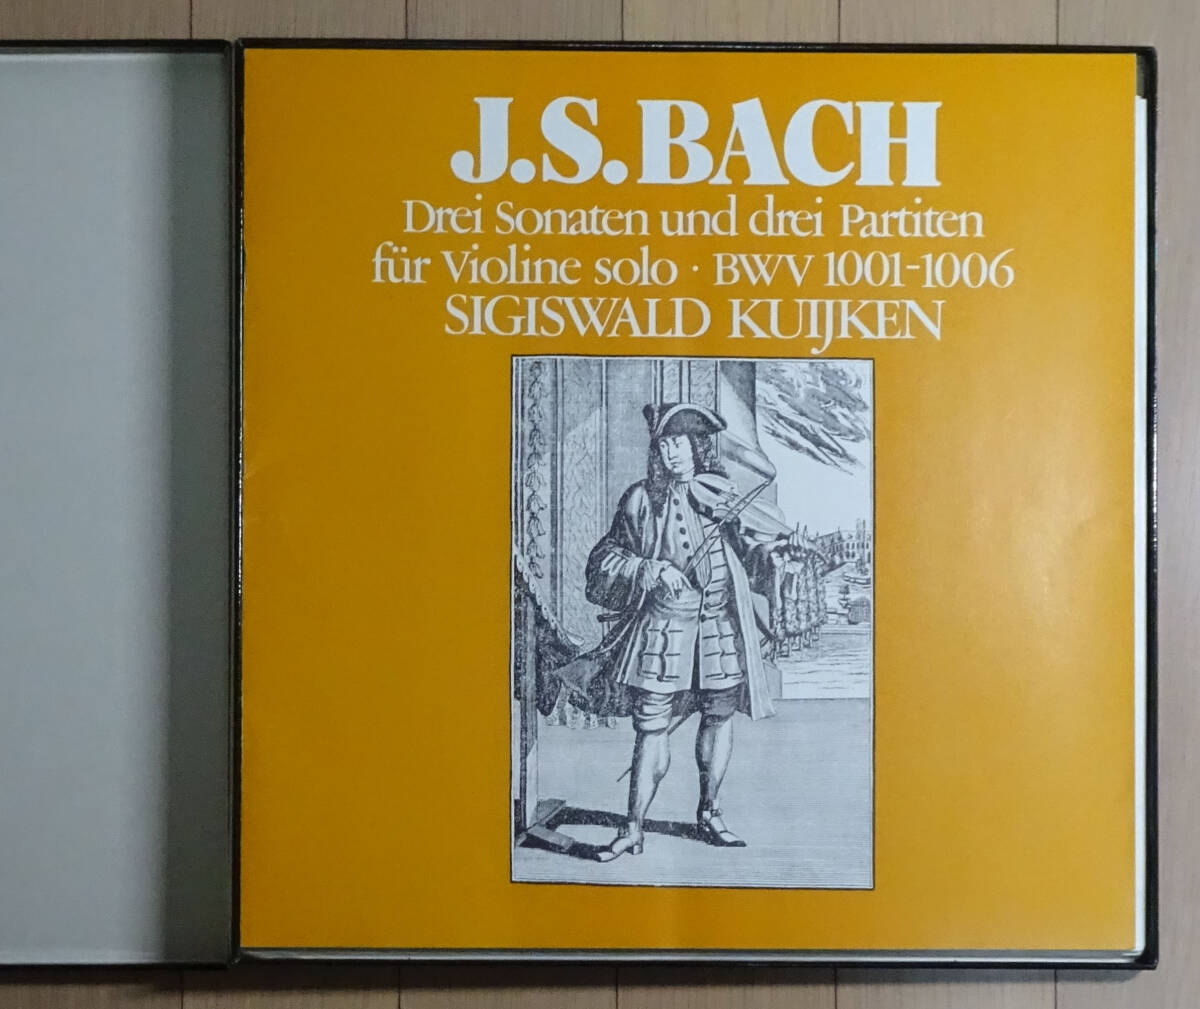 J.S.BACH
Drei Sonaten und drei Partiten
für Violine solo · BWV 1001-1006
SIGISWALD KUIJKEN